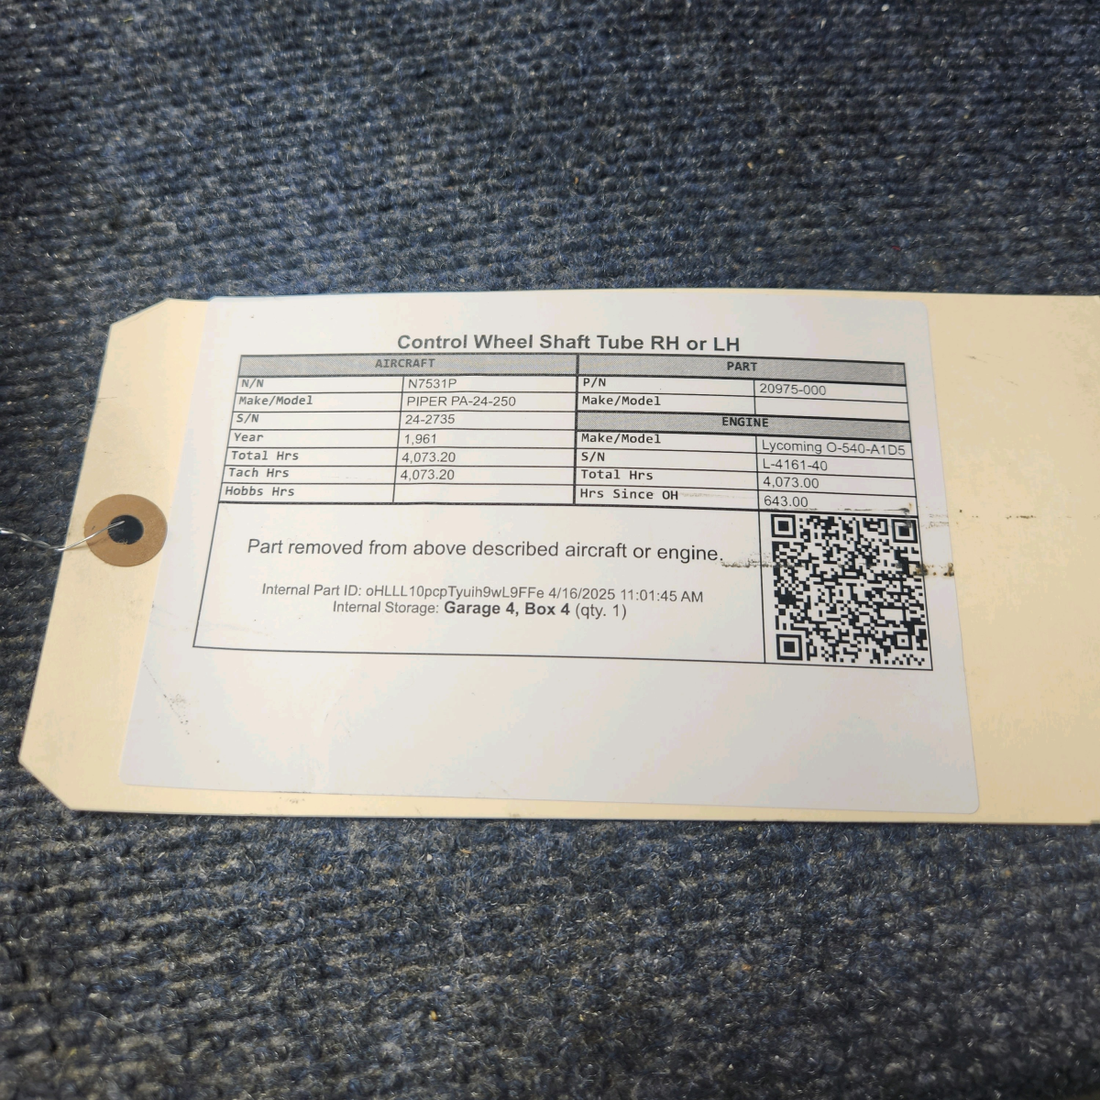 Control Wheel Shaft Tube RH or LH
AIRCRAFT
N/N N7531P
Make/Model PIPER PA-24-250
S/N 24-2735
Year 1,961
Total Hrs 4,073.20
Tach Hrs 4,073.20
Hobbs Hrs
PART
P/N 20975-000
Make/Model
ENGINE
Make/Model Lycoming O-540-A1D5
S/N L-4161-40
Total Hrs 4,073.00
Hrs Since OH 643.00
Part removed from above described aircraft or engine.
Internal Part ID: oHLLL10pcpTyuih9wL9FFe 4/16/2025 11:01:45 AM
Internal Storage: Garage 4, Box 4 (qty. 1)